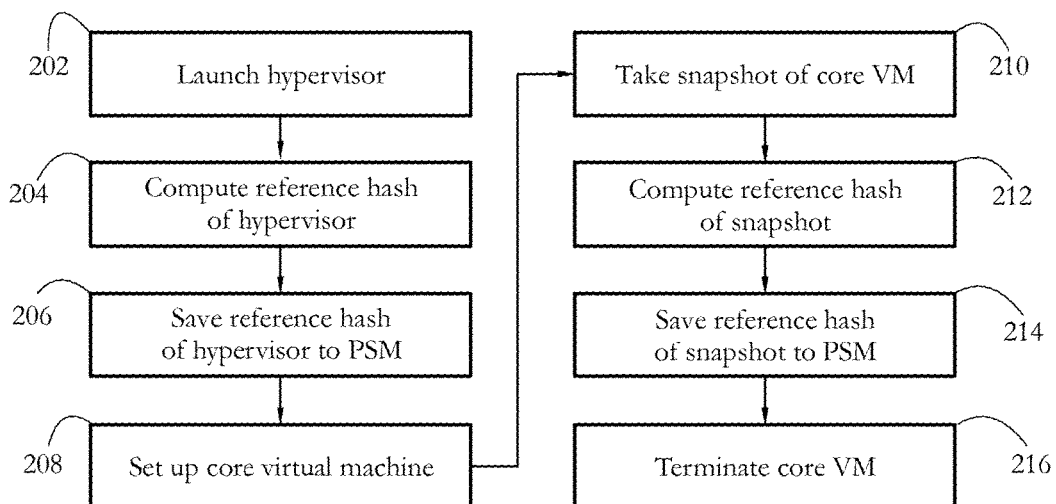 202
Launch hypervisor
204
Compute reference hash
of hypervisor
206
Save reference hash
of hypervisor to PSM
208
Set up core virtual machine
Take snapshot of core VM
210
Compute reference hash
of snapshot
212
Save reference hash
of snapshot to PSM
214
Terminate core VM
216